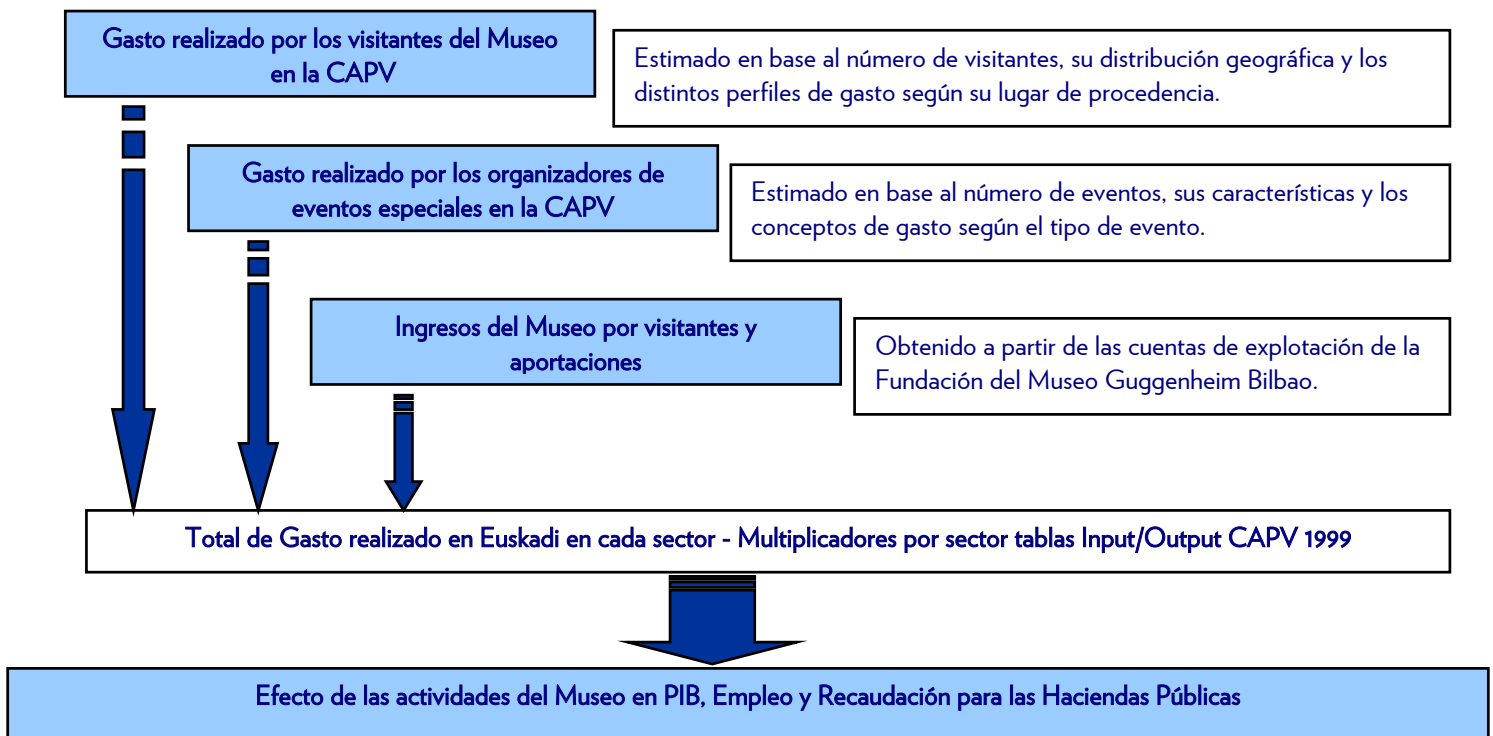 Gasto realizado por los visitantes del Museo
en la CAPV
Estimado en base al número de visitantes, su distribución geográfica y los
distintos perfiles de gasto según su lugar de procedencia.
Gasto realizado por los organizadores de
eventos especiales en la CAPV
Estimado en base al número de eventos, sus características y los
conceptos de gasto según el tipo de evento.
Ingresos del Museo por visitantes y
aportaciones
Obtenido a partir de las cuentas de explotación de la
Fundación del Museo Guggenheim Bilbao.
Total de Gasto realizado en Euskadi en cada sector - Multiplicadores por sector tablas Input/Output CAPV 1999
Efecto de las actividades del Museo en PIB, Empleo y Recaudación para las Haciendas Públicas